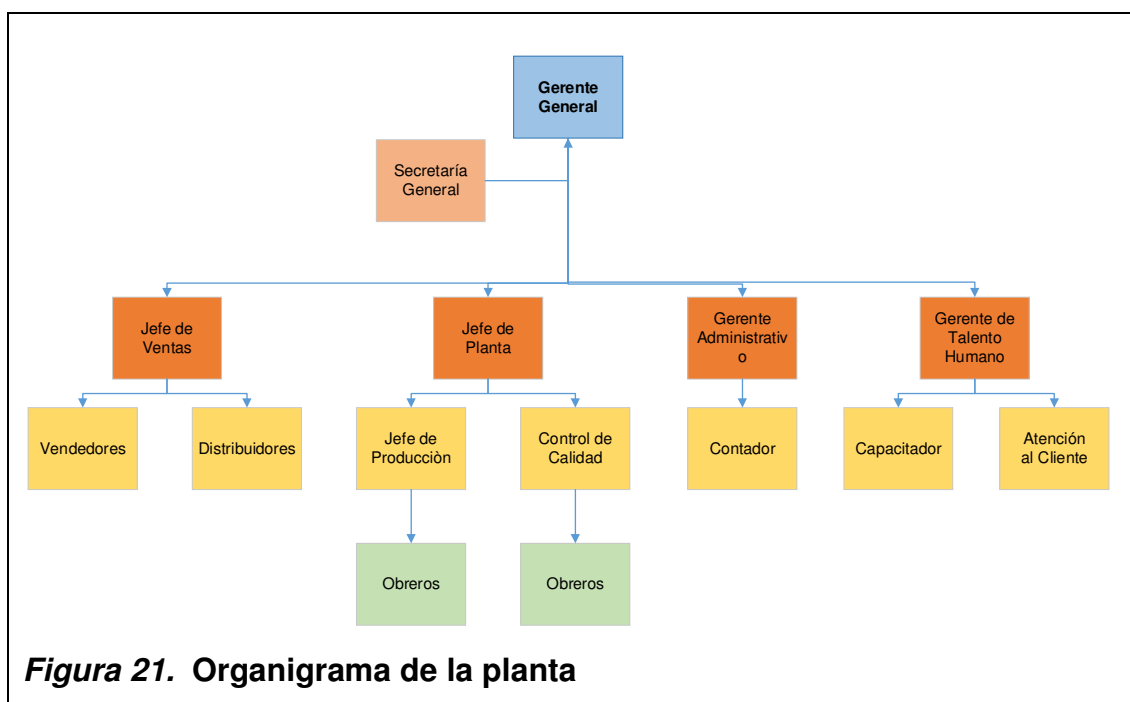 Gerente
General
Secretaría
General
Jefe de
Ventas
Jefe de
Planta
Gerente
Administrativ
o
Gerente de
Talento
Humano
Vendedores
Distribuidores
Jefe de
Producciòn
Control de
Calidad
Contador
Capacitador
Atención
al Cliente
Obreros
Obreros
Figura 21. Organigrama de la planta